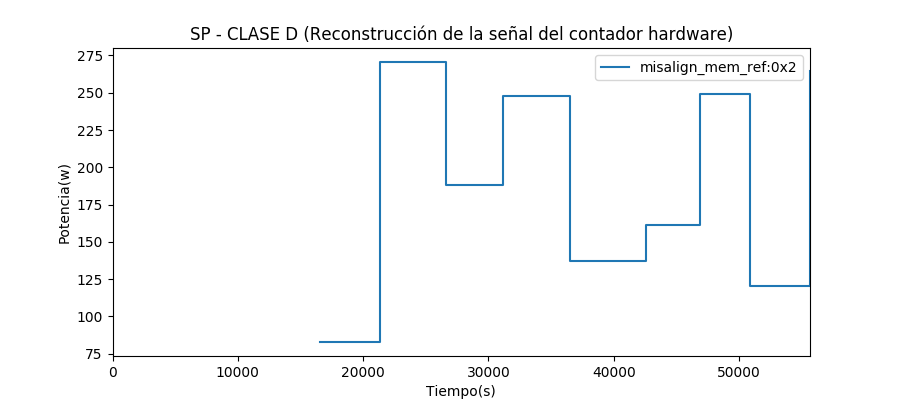 SP - CLASE D (Reconstrucción de la señal del contador hardware)
misalign_mem_ref:0x2
275
250
225
200
175
150
125
100
75
Potencia(w)
0 10000 20000 30000 40000 50000
Tiempo(s)